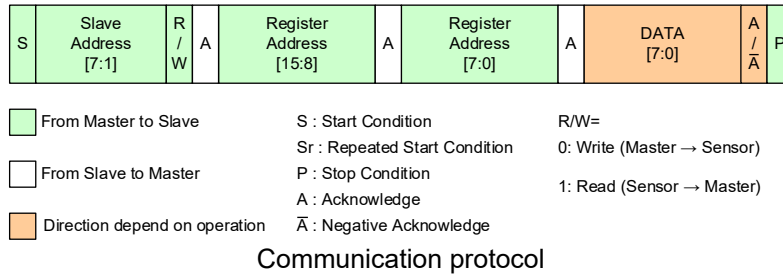 S
Slave
Address
[7:1]
R
/
W
A
Register
Address
[15:8]
A
Register
Address
[7:0]
A
DATA
[7:0]
A
/
A̅
P
From Master to Slave
From Slave to Master
Direction depend on operation
S : Start Condition
Sr : Repeated Start Condition
P : Stop Condition
A : Acknowledge
A̅ : Negative Acknowledge
R/W=
0: Write (Master → Sensor)
1: Read (Sensor → Master)
Communication protocol